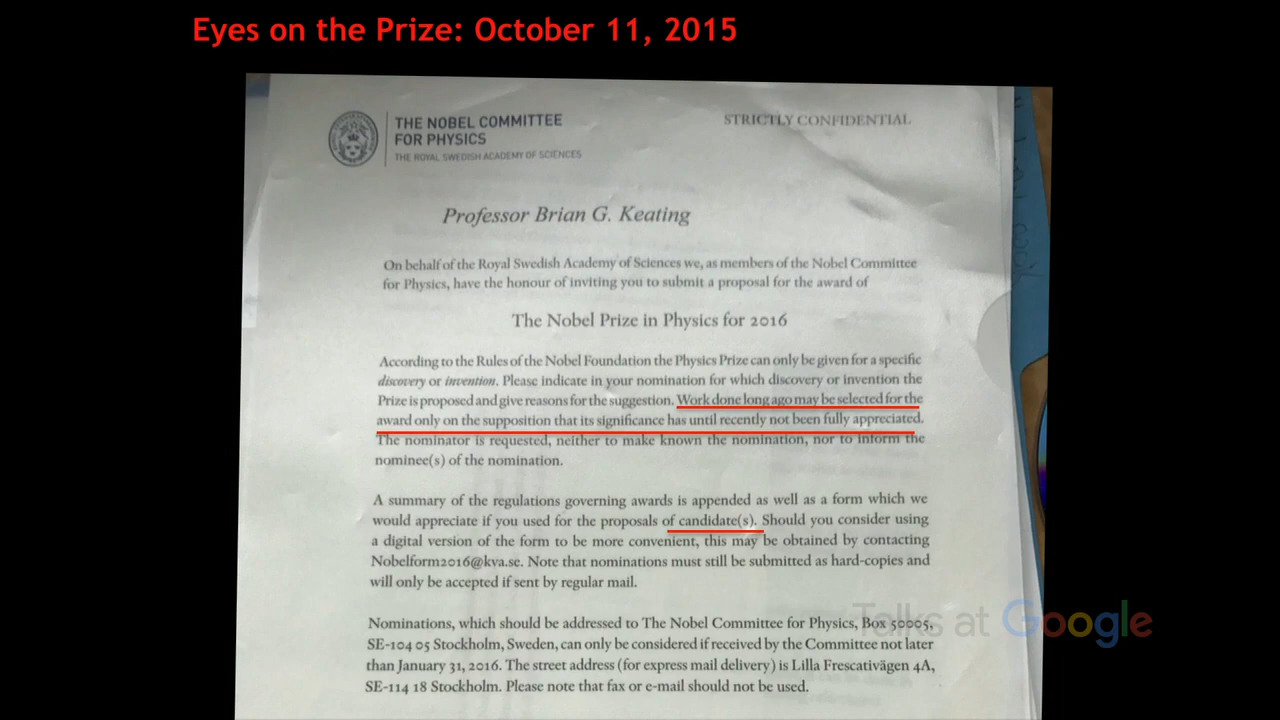 Eyes on the Prize: October 11, 2015
THE NOBEL COMMITTEE
FOR PHYSICS
THE ROYAL SWEDISH ACADEMY OF SCIENCES
STRICTLY CONFIDENTIAL
Professor Brian G. Keating
On behalf of the Royal Swedish Academy of Sciences we, as members of the Nobel Committee
for Physics, have the honour of inviting you to submit a proposal for the award of
The Nobel Prize in Physics for 2016
According to the Rules of the Nobel Foundation the Physics Prize can only be given for a specific
discovery or invention. Please indicate in your nomination for which discovery or invention the
Prize is proposed and give reasons for the suggestion. Work done long ago may be selected for the
award only on the supposition that its significance has until recently not been fully appreciated.
The nominator is requested, neither to make known the nomination, nor to inform the
nominee(s) of the nomination.
A summary of the regulations governing awards is appended as well as a form which we
would appreciate if you used for the proposals of candidate(s). Should you consider using
a digital version of the form to be more convenient, this may be obtained by contacting
Nobelform2016@kva.se. Note that nominations must still be submitted as hard-copies and
will only be accepted if sent by regular mail.
Nominations, which should be addressed to The Nobel Committee for Physics, Box 50005,
SE-104 05 Stockholm, Sweden, can only be considered if received by the Committee not later
than January 31, 2016. The street address (for express mail delivery) is Lilla Frescativägen 4A,
SE-114 18 Stockholm. Please note that fax or e-mail should not be used.
Talks at Google